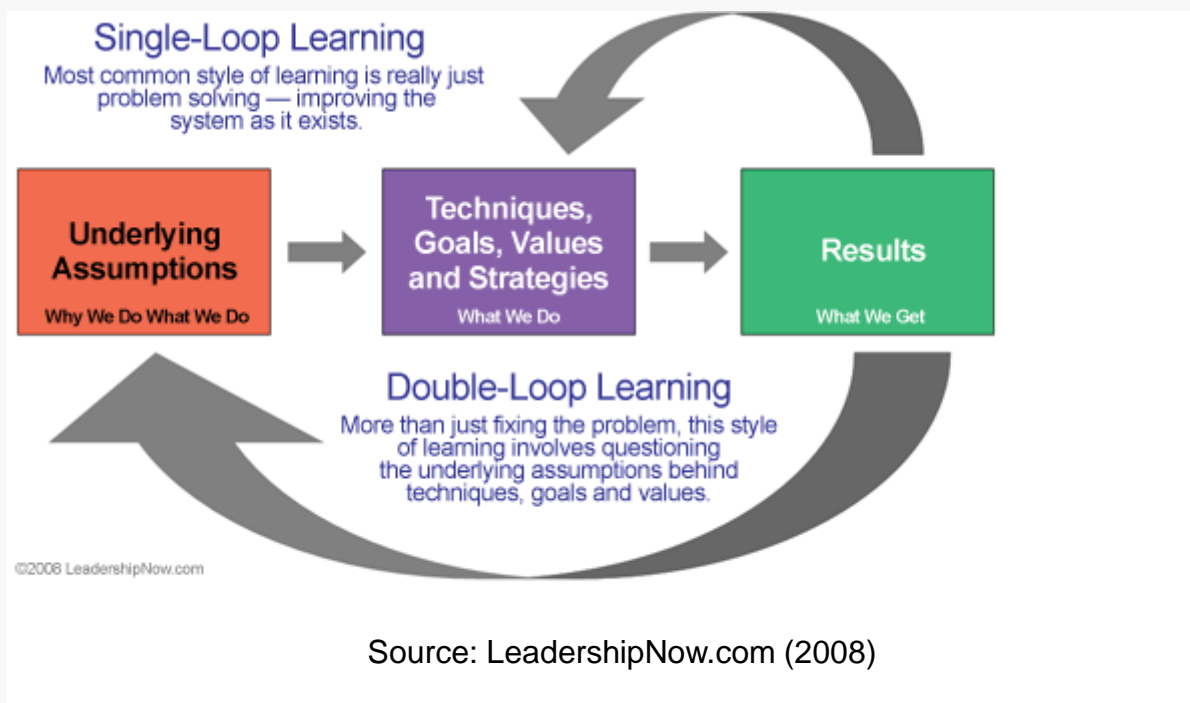 Single-Loop Learning
Most common style of learning is really just
problem solving — improving the
system as it exists.
Underlying
Assumptions
Why We Do What We Do
Techniques,
Goals, Values
and Strategies
What We Do
Results
What We Get
Double-Loop Learning
More than just fixing the problem, this style
of learning involves questioning
the underlying assumptions behind
techniques, goals and values.
©2008 LeadershipNow.com
Source: LeadershipNow.com (2008)